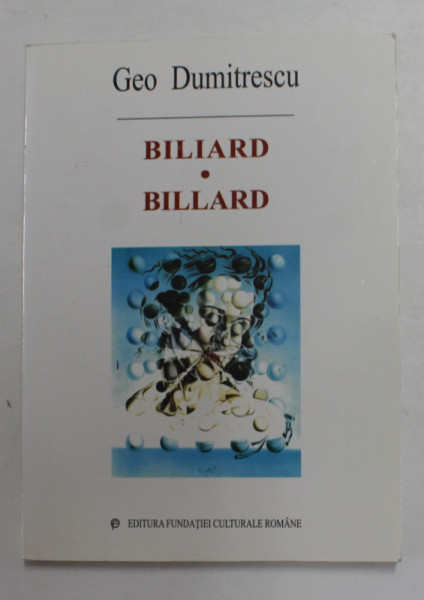 Geo Dumitrescu
BILIARD
•
BILLARD
EDITURA FUNDAȚIEI CULTURALE ROMÂNE